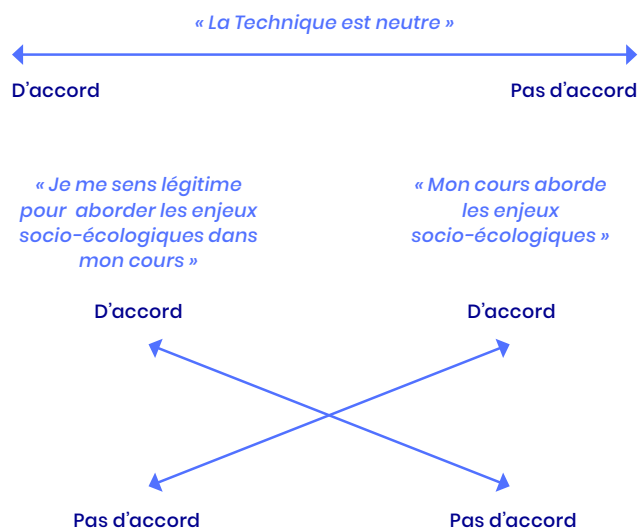 « La Technique est neutre »
D'accord
Pas d'accord
« Je me sens légitime
pour aborder les enjeux
socio-écologiques dans
mon cours »
« Mon cours aborde
les enjeux
socio-écologiques »
D'accord
D'accord
Pas d'accord
Pas d'accord